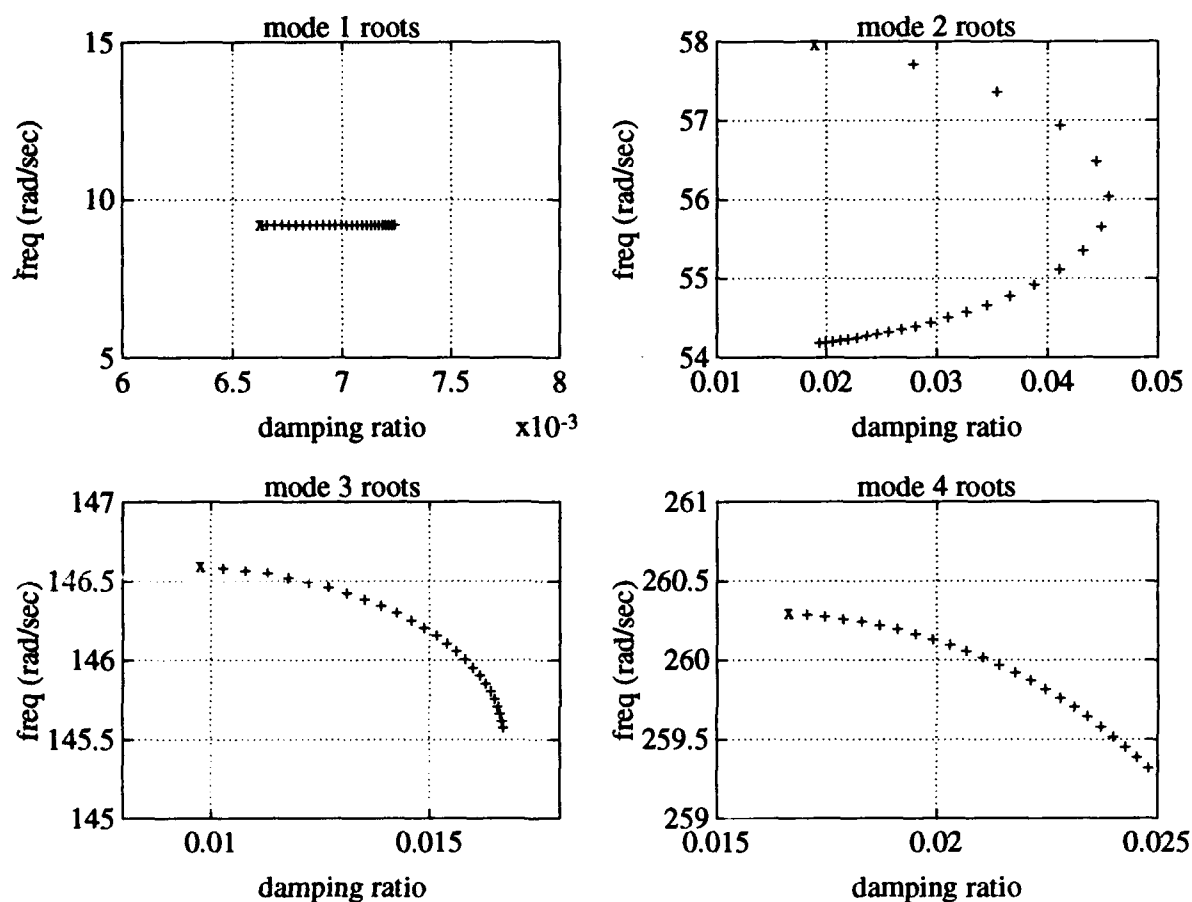 mode 1 roots
15
10
5
freq (rad/sec)
6
6.5
7
7.5
8
damping ratio
x10-3
mode 2 roots
58
57
56
55
54
freq (rad/sec)
0.01
0.02
0.03
0.04
0.05
damping ratio
mode 3 roots
147
146.5
146
145.5
145
freq (rad/sec)
0.01
0.015
damping ratio
mode 4 roots
261
260.5
260
259.5
259
freq (rad/sec)
0.015
0.02
0.025
damping ratio